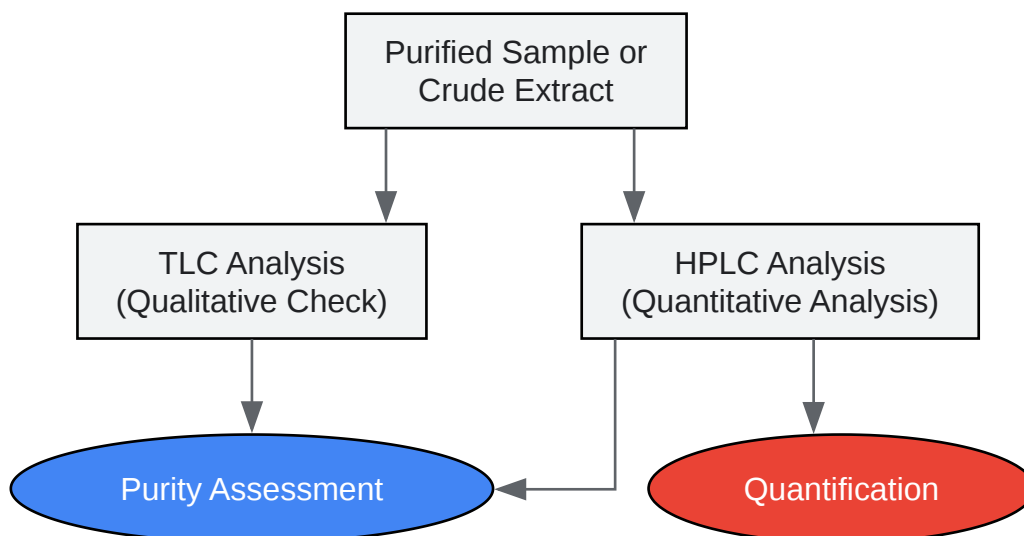 Purified Sample or
Crude Extract
TLC Analysis
(Qualitative Check)
HPLC Analysis
(Quantitative Analysis)
Purity Assessment
Quantification